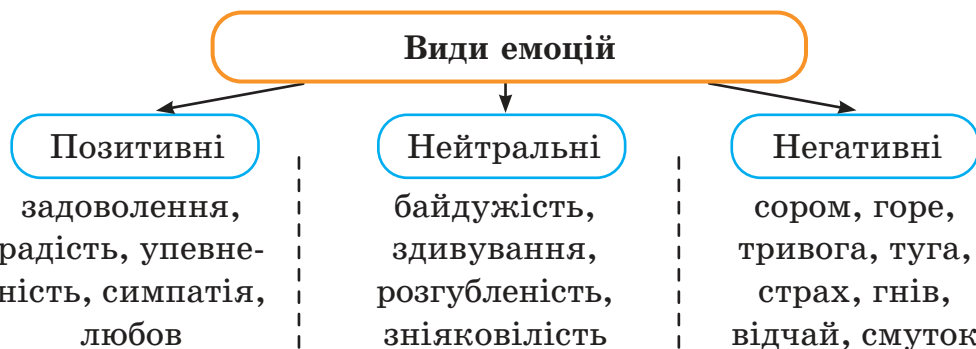 Види емоцій
Позитивні
задоволення,
радість, упевне-
ність, симпатія,
любов
Нейтральні
байдужість,
здивування,
розгубленість,
зніяковілість
Негативні
сором, горе,
тривога, туга,
страх, гнів,
відчай, смуток